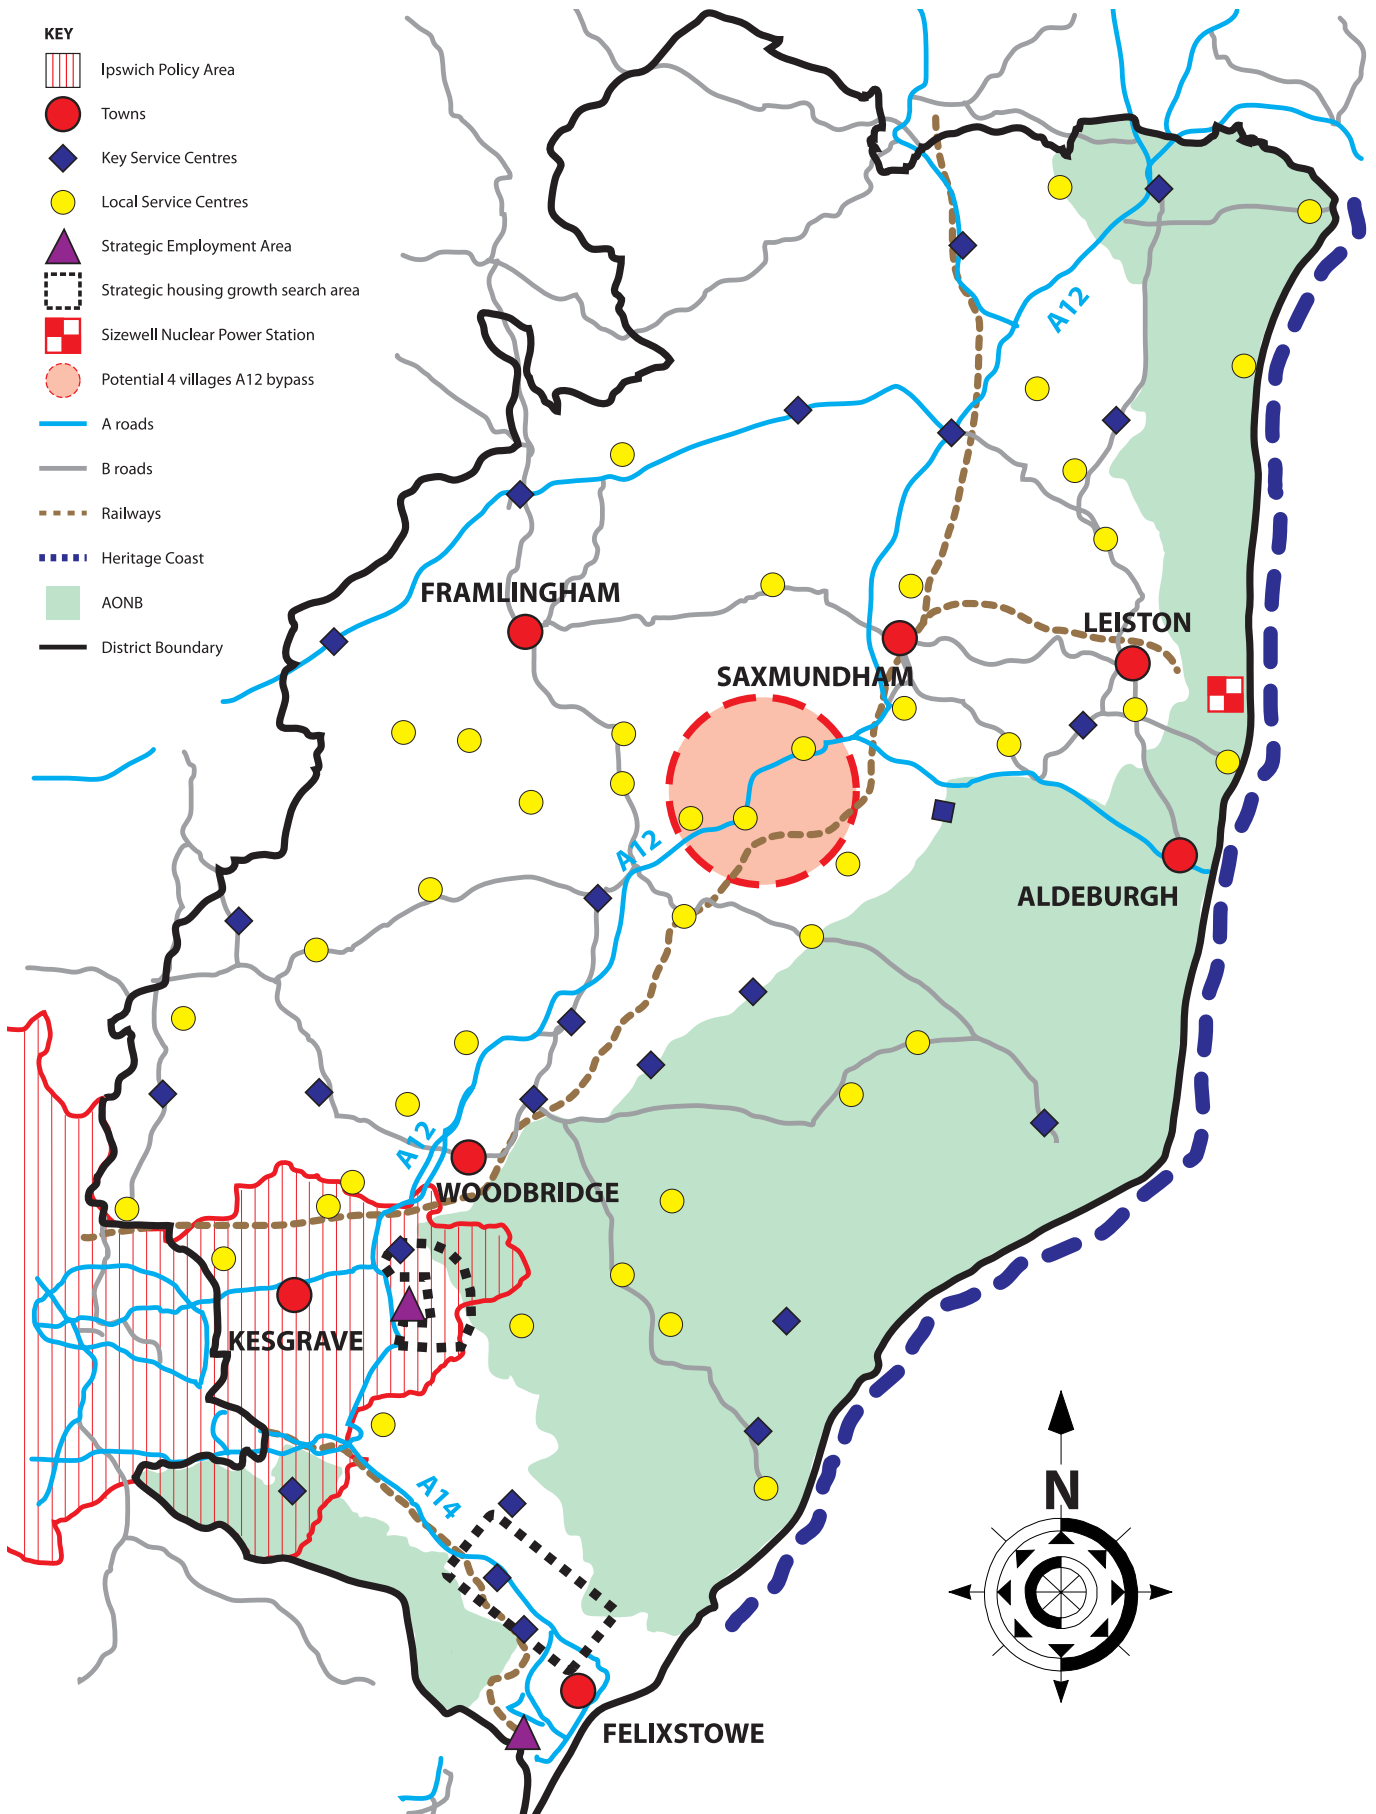 KEY
Ipswich Policy Area
Towns
Key Service Centres
Local Service Centres
Strategic Employment Area
Strategic housing growth search area
Sizewell Nuclear Power Station
Potential 4 villages A12 bypass
A roads
B roads
Railways
Heritage Coast
AONB
District Boundary
A12
FRAMLINGHAM
LEISTON
SAXMUNDHAM
A12
ALDEBURGH
A12
WOODBRIDGE
KESGRAVE
A14
N
FELIXSTOWE